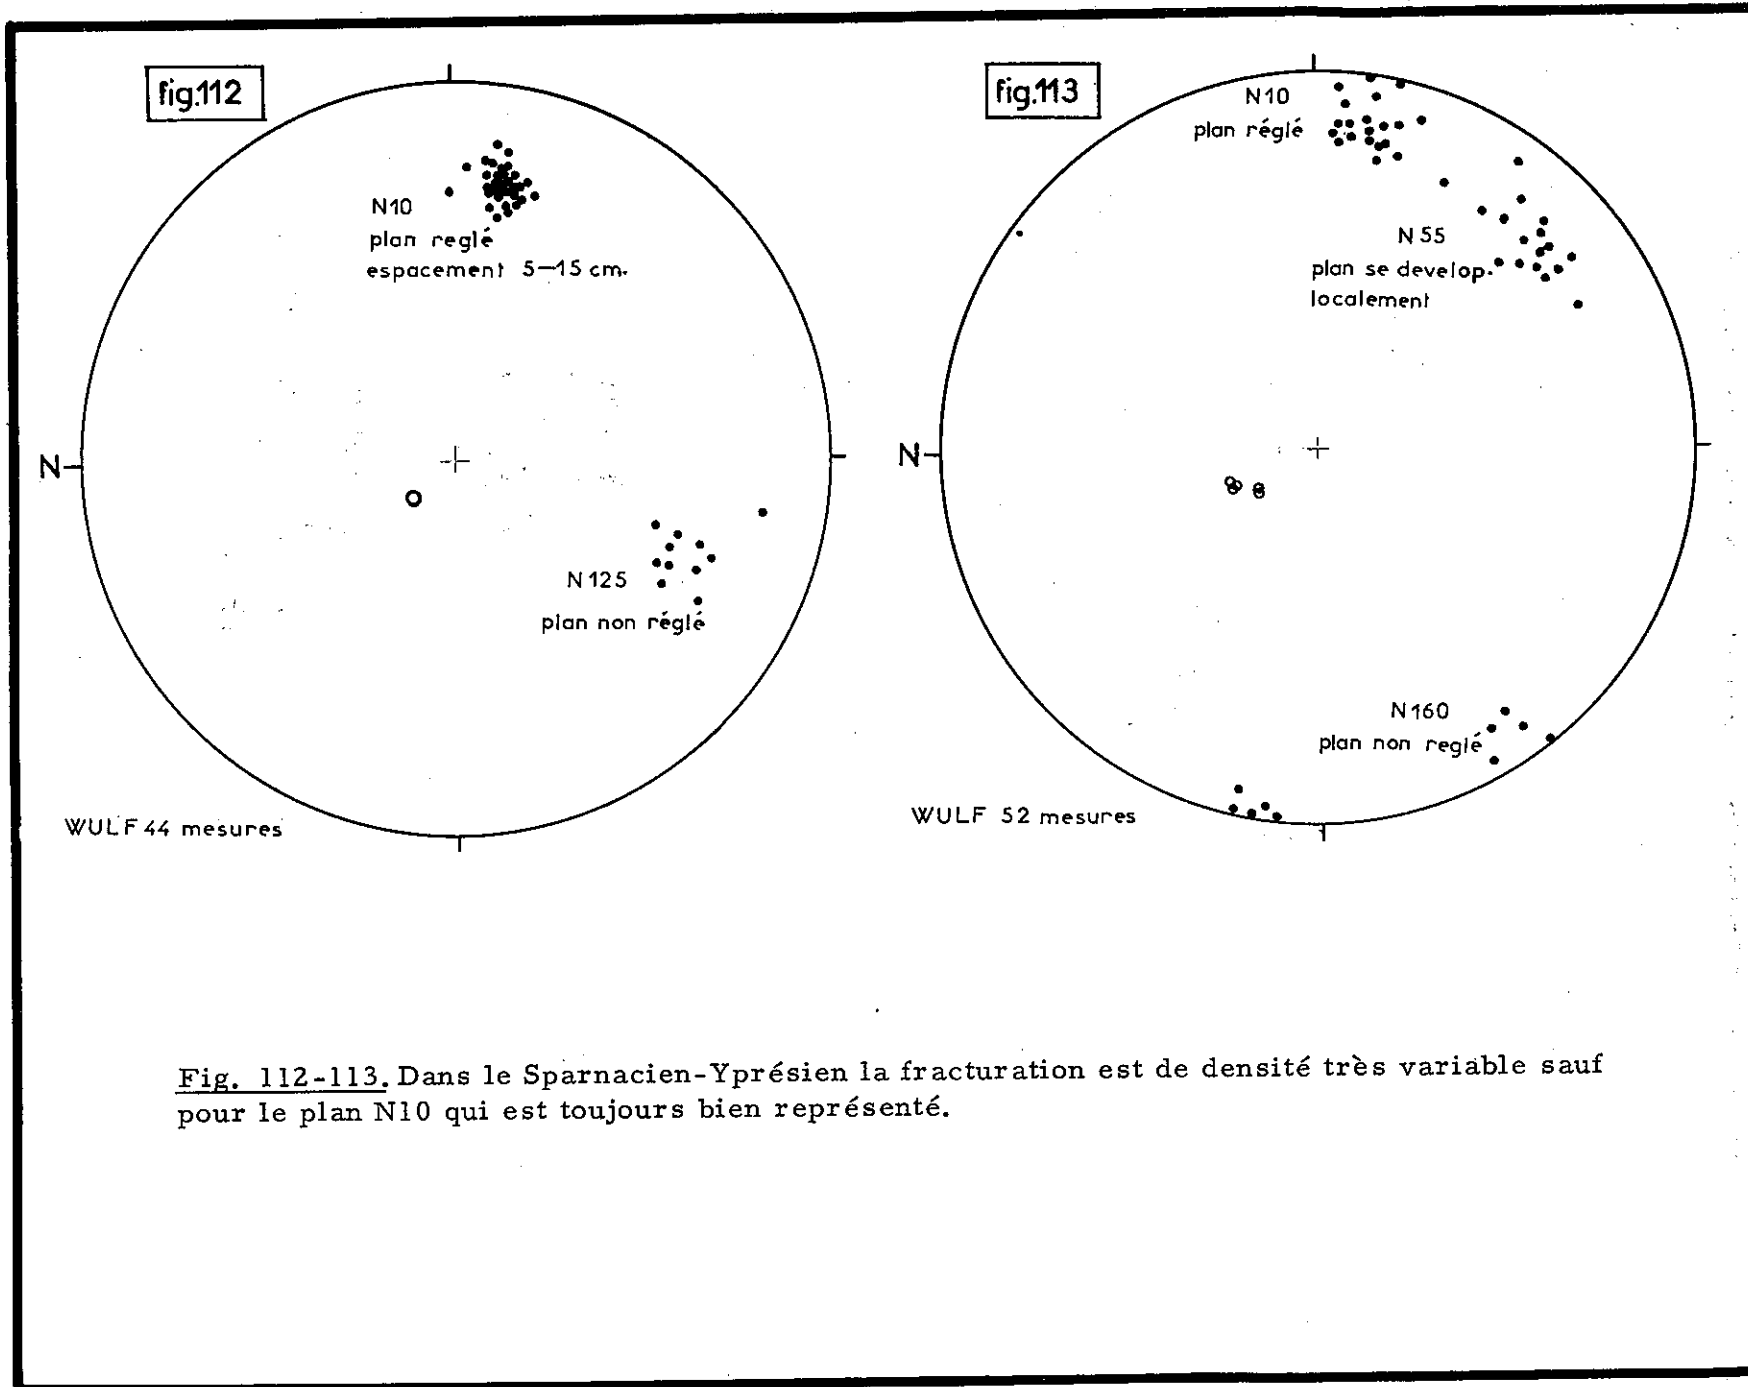 fig.112
N10
plan reglé
espacement 5-15 cm.
N
N125
plan non réglé
WULF 44 mesures
fig.113
N10
plan réglé
N 55
plan se develop.
localement
N
N160
plan non reglé
WULF 52 mesures
Fig. 112-113. Dans le Sparnacien-Yprésien la fracturation est de densité très variable sauf
pour le plan N10 qui est toujours bien représenté.